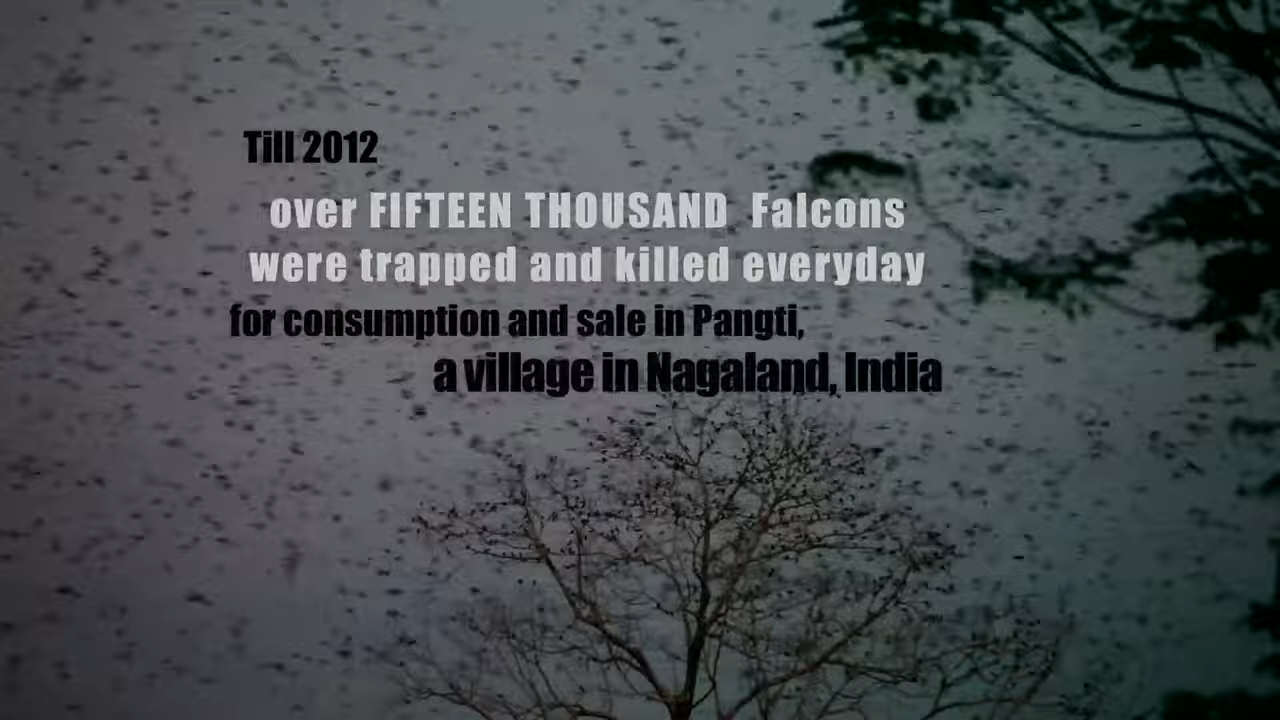 Till 2012
over FIFTEEN THOUSAND Falcons
were trapped and killed everyday
for consumption and sale in Pangti,
a village in Nagaland, India